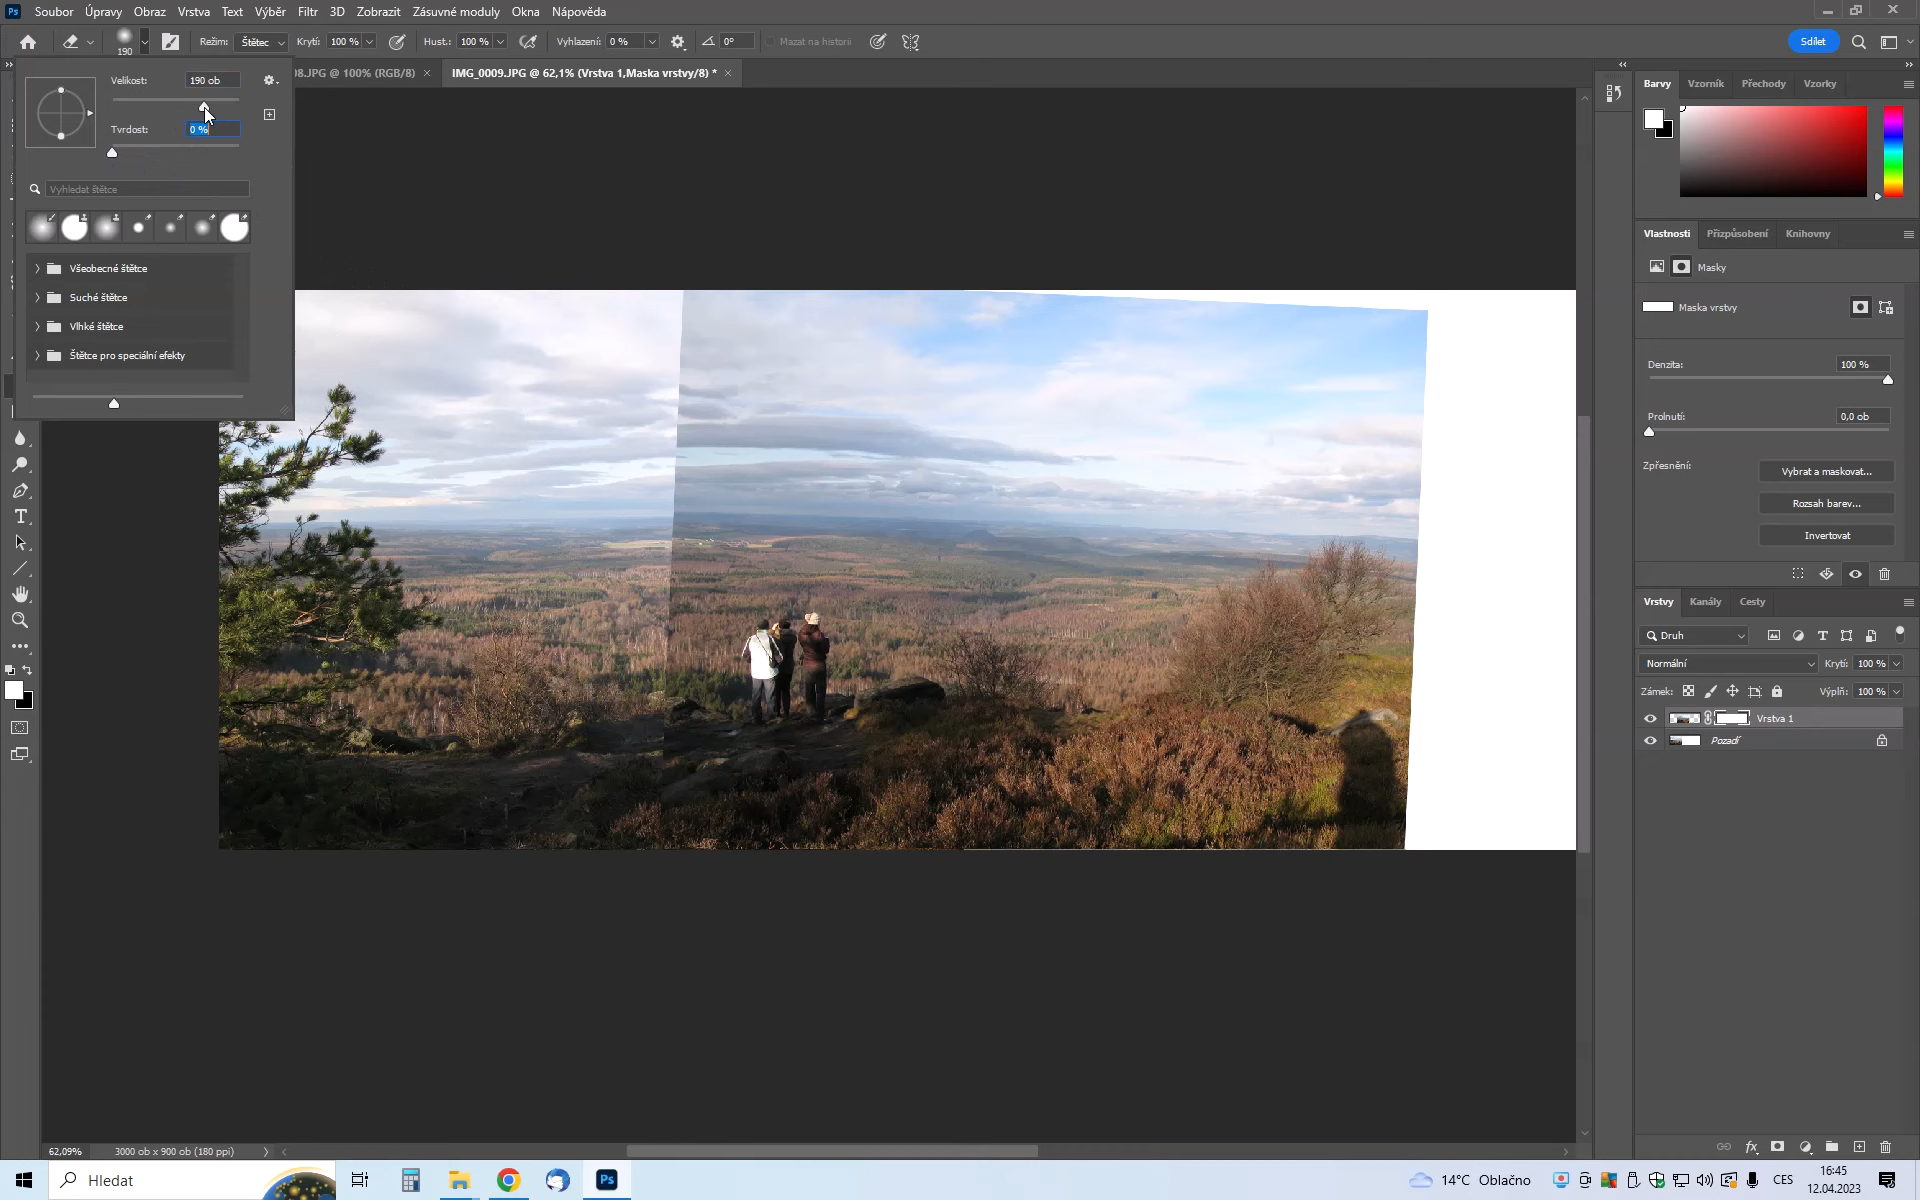 Ps Soubor Úpravy Obraz Vrstva Text Výběr Filtr 3D Zobrazit Zásuvné moduly Okna Nápověda
190 Režim: Štětec Krytí: 100 % Hust.: 100 % Vyhlazení: 0 % 0° Mazat na historii Sdílet
08.JPG @ 100% (RGB/8) × IMG_0009.JPG @ 62,1% (Vrstva 1,Maska vrstvy/8) * ×
Velikost: 190 ob
Tvrdost: 0 %
Vyhledat štětce
Všeobecné štětce
Suché štětce
Vlhké štětce
Štětce pro speciální efekty
Barvy Vzorník Přechody Vzorky
Vlastnosti Přizpůsobení Knihovny
Masky
Maska vrstvy
Denzita: 100 %
Prolnutí: 0,0 ob
Zpřesnění: Vybrat a maskovat...
Rozsah barev...
Invertovat
Vrstvy Kanály Cesty
Druh
Normální Krytí: 100 %
Zámek: Výplň: 100 %
Vrstva 1
Pozadí
62,09% 3000 ob x 900 ob (180 ppi)
Hledat
Ps
14°C Oblačno
CES
16:45
12.04.2023